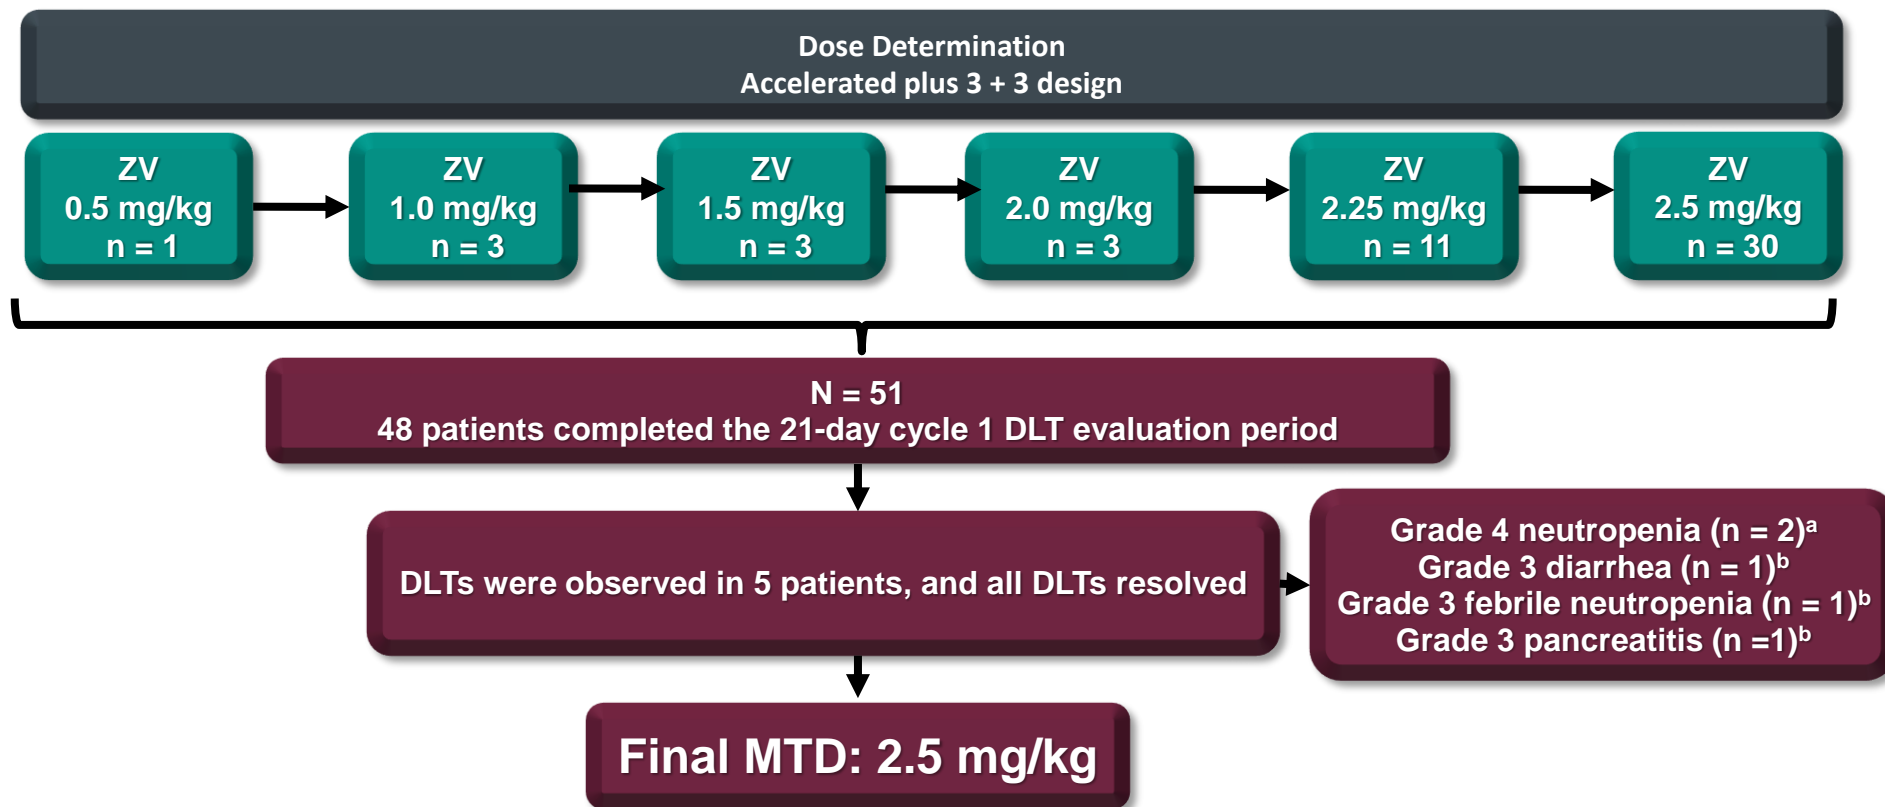 Dose Determination
Accelerated plus 3 + 3 design
ZV
0.5 mg/kg
n = 1
ZV
1.0 mg/kg
n = 3
ZV
1.5 mg/kg
n = 3
ZV
2.0 mg/kg
n = 3
ZV
2.25 mg/kg
n = 11
ZV
2.5 mg/kg
n = 30
N = 51
48 patients completed the 21-day cycle 1 DLT evaluation period
DLTs were observed in 5 patients, and all DLTs resolved
Grade 4 neutropenia (n = 2)ᵃ
Grade 3 diarrhea (n = 1)ᵇ
Grade 3 febrile neutropenia (n = 1)ᵇ
Grade 3 pancreatitis (n =1)ᵇ
Final MTD: 2.5 mg/kg